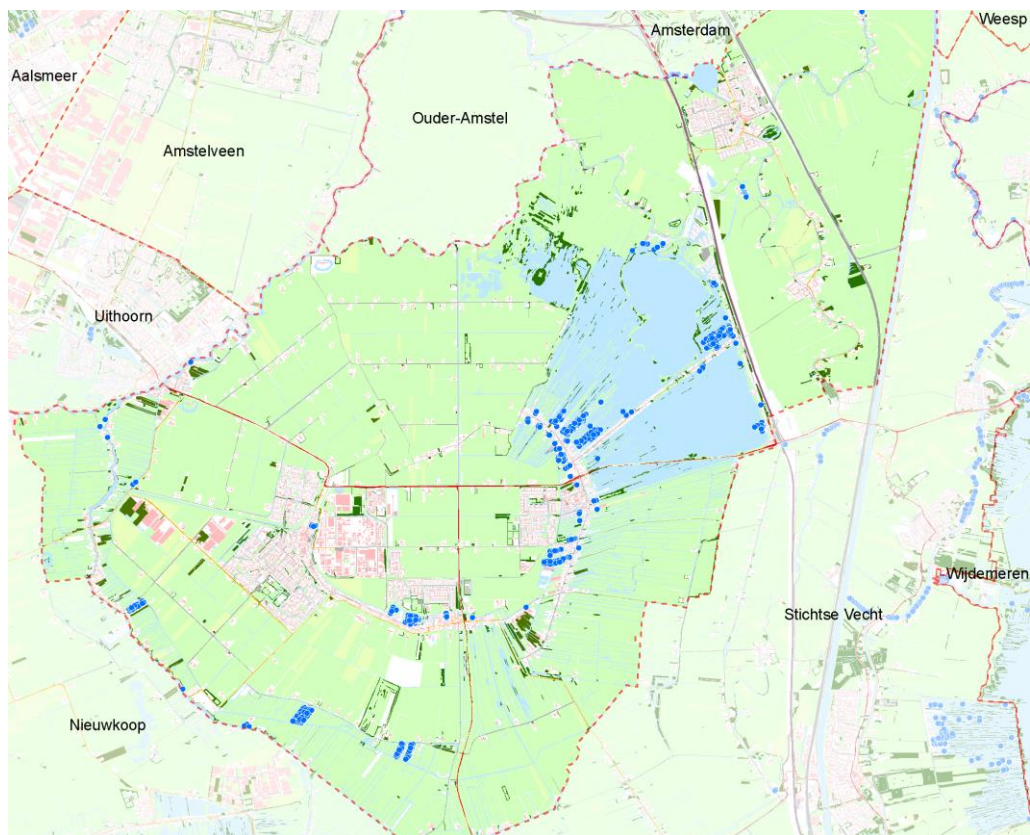 Weesp
Amsterdam
Aalsmeer
Ouder-Amstel
Amstelveen
Uithoorn
Wijdemeren
Stichtse Vecht
Nieuwkoop